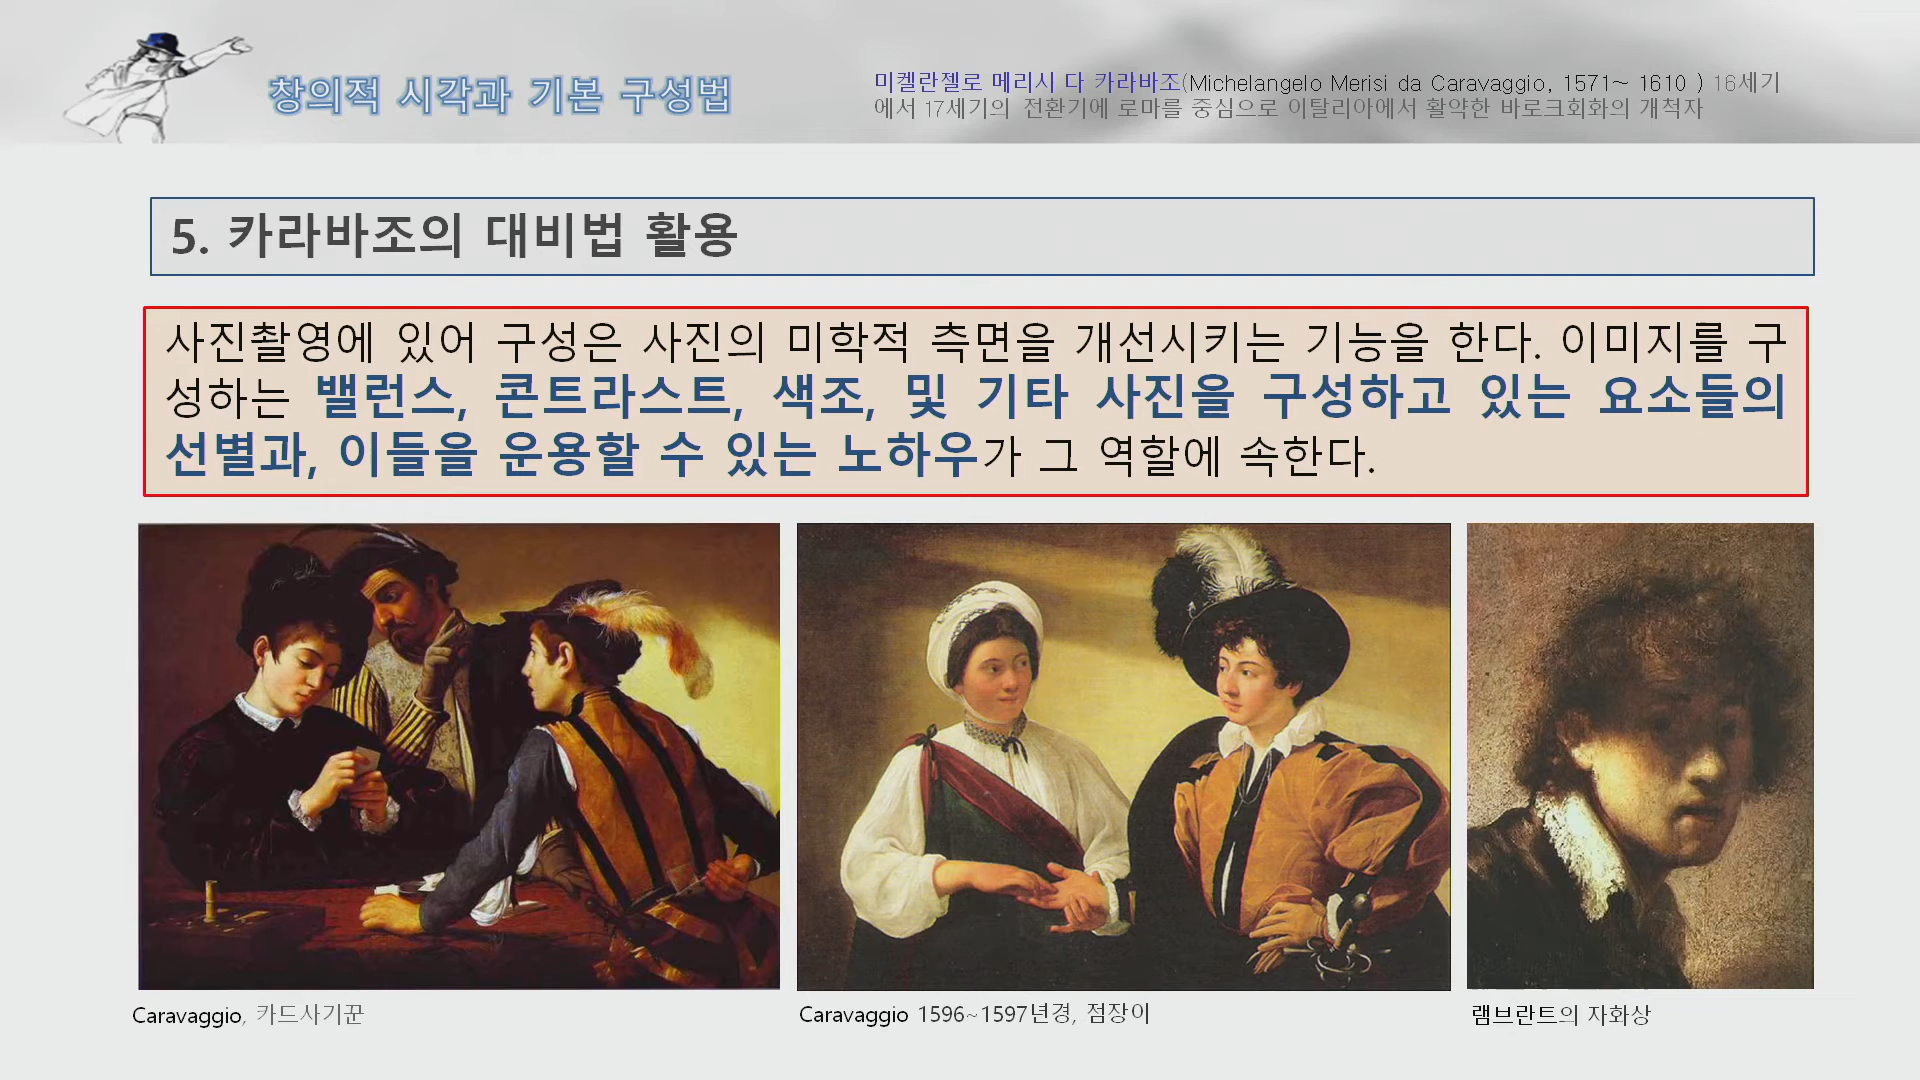 창의적 시각과 기본 구성법
미켈란젤로 메리시 다 카라바조(Michelangelo Merisi da Caravaggio, 1571~ 1610 ) 16세기
에서 17세기의 전환기에 로마를 중심으로 이탈리아에서 활약한 바로크회화의 개척자
5. 카라바조의 대비법 활용
사진촬영에 있어 구성은 사진의 미학적 측면을 개선시키는 기능을 한다. 이미지를 구
성하는 밸런스, 콘트라스트, 색조, 및 기타 사진을 구성하고 있는 요소들의
선별과, 이들을 운용할 수 있는 노하우가 그 역할에 속한다.
Caravaggio, 카드사기꾼
Caravaggio 1596~1597년경, 점장이
램브란트의 자화상